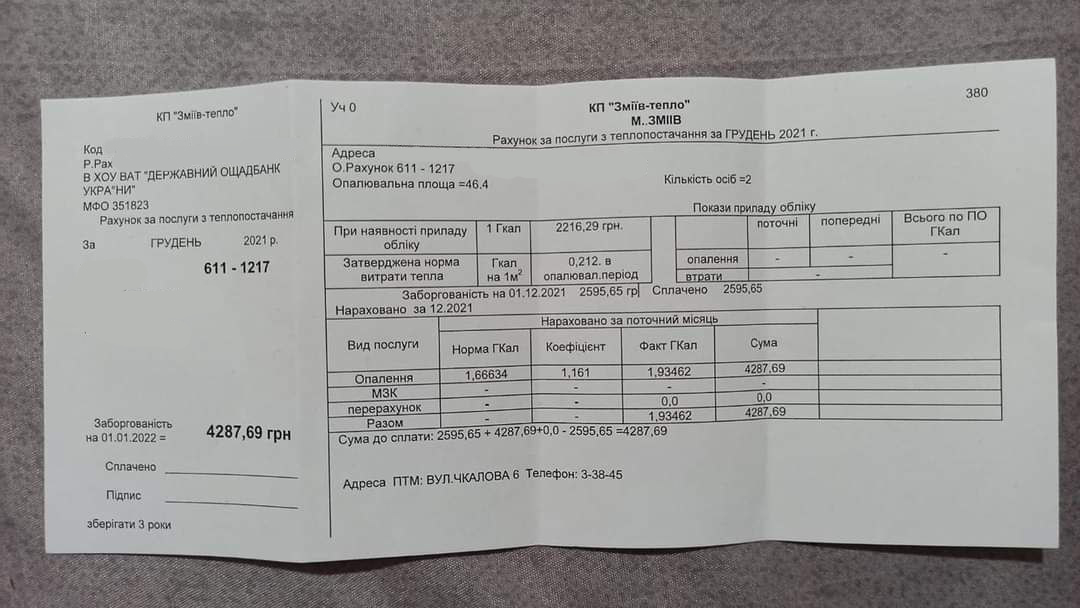 КП "Зміїв-тепло"
Код
Р.Рах
В ХОУ ВАТ "ДЕРЖАВНИЙ ОЩАДБАНК
УКРА"НИ"
МФО 351823
Рахунок за послуги з теплопостачання
За ГРУДЕНЬ 2021 р.
611 - 1217
Заборгованість
на 01.01.2022 = 4287,69 грн
Сплачено
Підпис
зберігати 3 роки
Уч 0
КП "Зміїв-тепло"
380
М..ЗМІІВ
Рахунок за послуги з теплопостачання за ГРУДЕНЬ 2021 г.
Адреса
О.Рахунок 611 - 1217
Опалювальна площа =46.4 Кількість осіб =2
Покази приладу обліку
При наявності приладу обліку 1 Гкал 2216,29 грн.
поточні попередні Всього по ПО ГКал
Затверджена норма витрати тепла Гкал на 1м² 0,212. в опалювал.період
опалення - - -
втрати -
Заборгованість на 01.12.2021 2595,65 гр Сплачено 2595,65
Нараховано за 12.2021
Нараховано за поточний місяць
Вид послуги Норма ГКал Коефіцієнт Факт ГКал Сума
Опалення 1,66634 1,161 1,93462 4287,69
МЗК - - - -
перерахунок - - 0,0 0,0
Разом - - 1,93462 4287,69
Сума до сплати: 2595,65 + 4287,69+0,0 - 2595,65 =4287,69
Адреса ПТМ: ВУЛ.ЧКАЛОВА 6 Телефон: 3-38-45